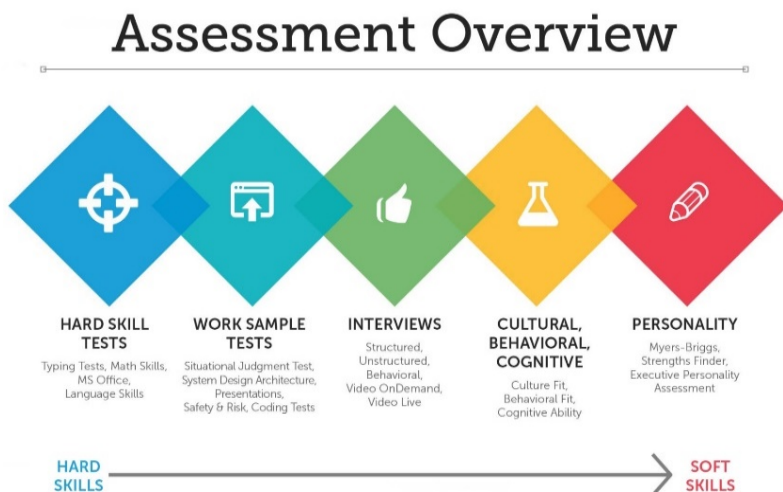 Assessment Overview
HARD SKILL
TESTS
Typing Tests, Math Skills,
MS Office,
Language Skills
WORK SAMPLE
TESTS
Situational Judgment Test,
System Design Architecture,
Presentations,
Safety & Risk, Coding Tests
INTERVIEWS
Structured,
Unstructured,
Behavioral,
Video OnDemand,
Video Live
CULTURAL,
BEHAVIORAL,
COGNITIVE
Culture Fit,
Behavioral Fit,
Cognitive Ability
PERSONALITY
Myers-Briggs,
Strengths Finder,
Executive Personality
Assessment
HARD
SKILLS
SOFT
SKILLS